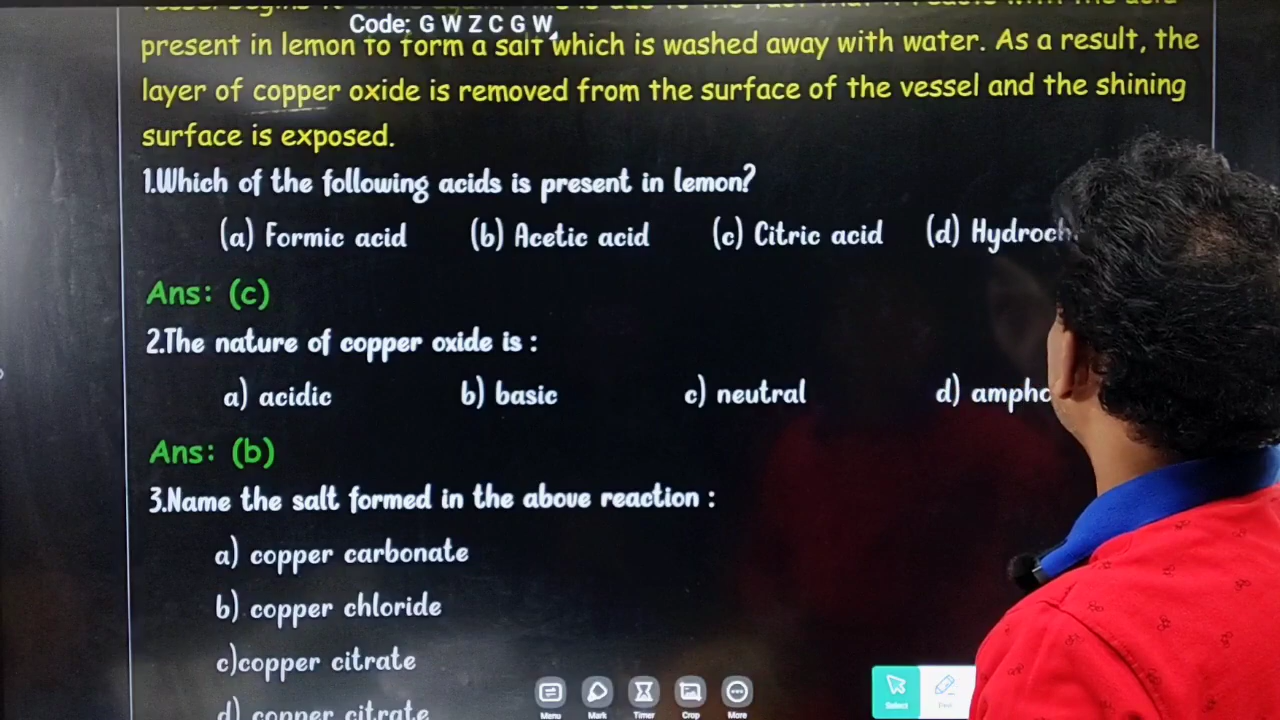 Code: G W Z C G W
present in lemon to form a salt which is washed away with water. As a result, the
layer of copper oxide is removed from the surface of the vessel and the shining
surface is exposed.
1.Which of the following acids is present in lemon?
(a) Formic acid (b) Acetic acid (c) Citric acid (d)
Ans: (c)
2.The nature of copper oxide is :
a) acidic b) basic c) neutral d)
Ans: (b)
3.Name the salt formed in the above reaction :
a) copper carbonate
b) copper chloride
c)copper citrate
d) copper citrate
Menu Mark Timer Crop More
Select Pen